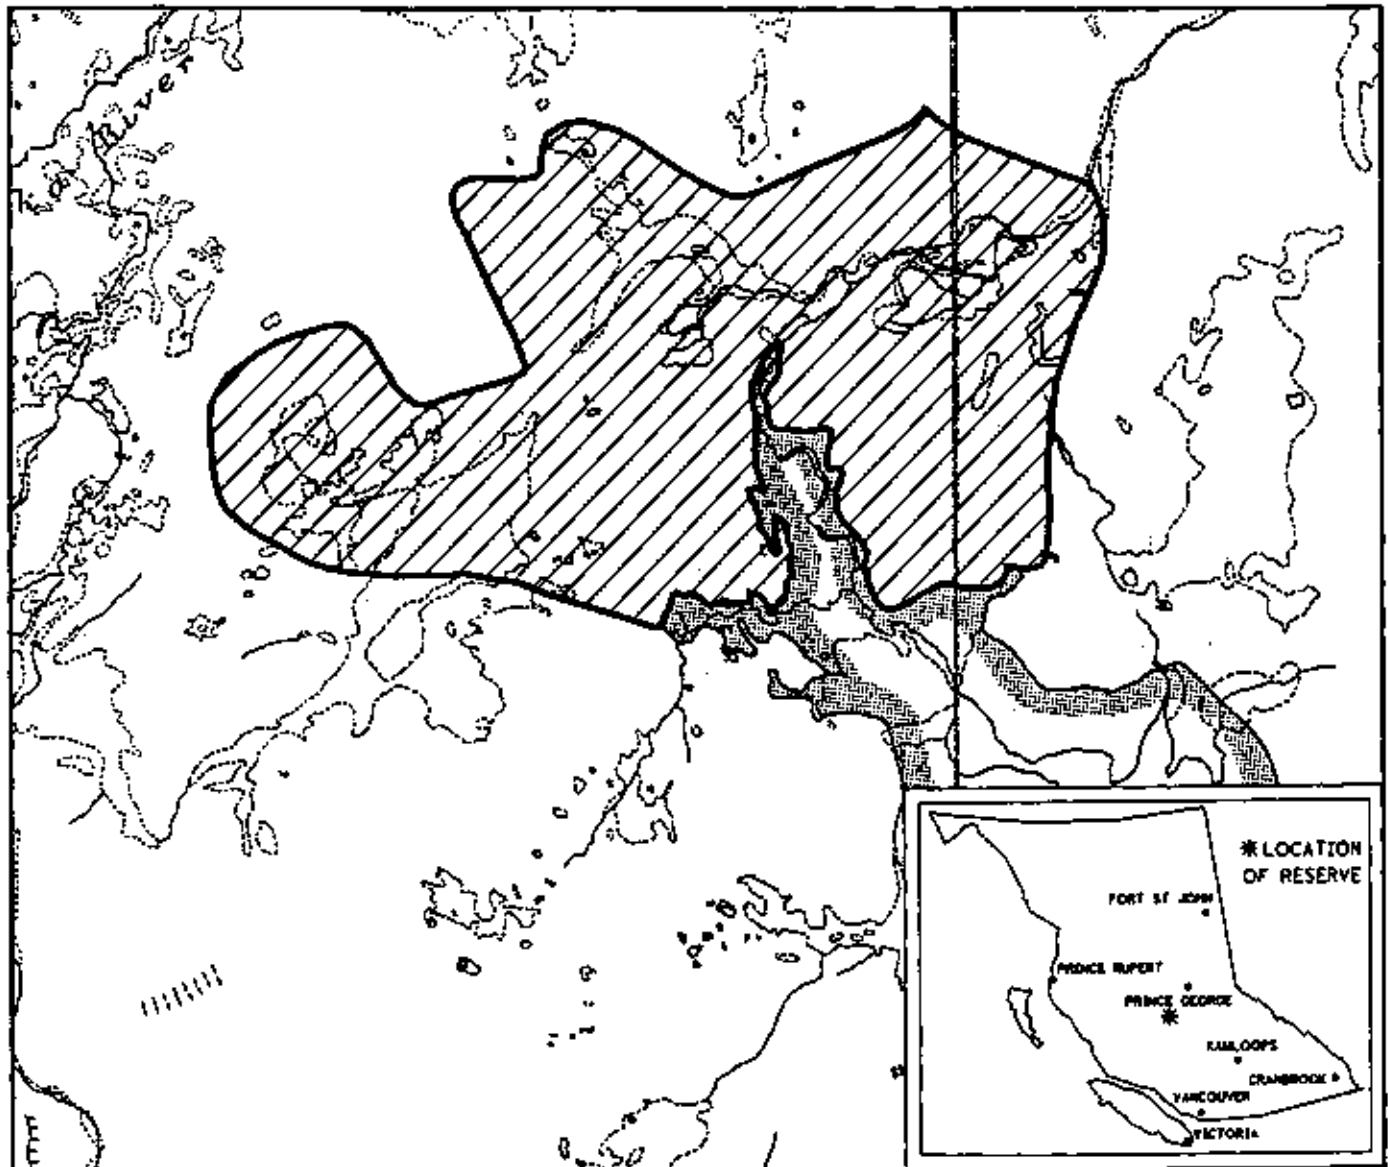 River
* LOCATION
OF RESERVE
FORT ST JOHN
PRINCE RUPERT
PRINCE GEORGE
KAMLOOPS
CRANBROOK
VANCOUVER
VICTORIA